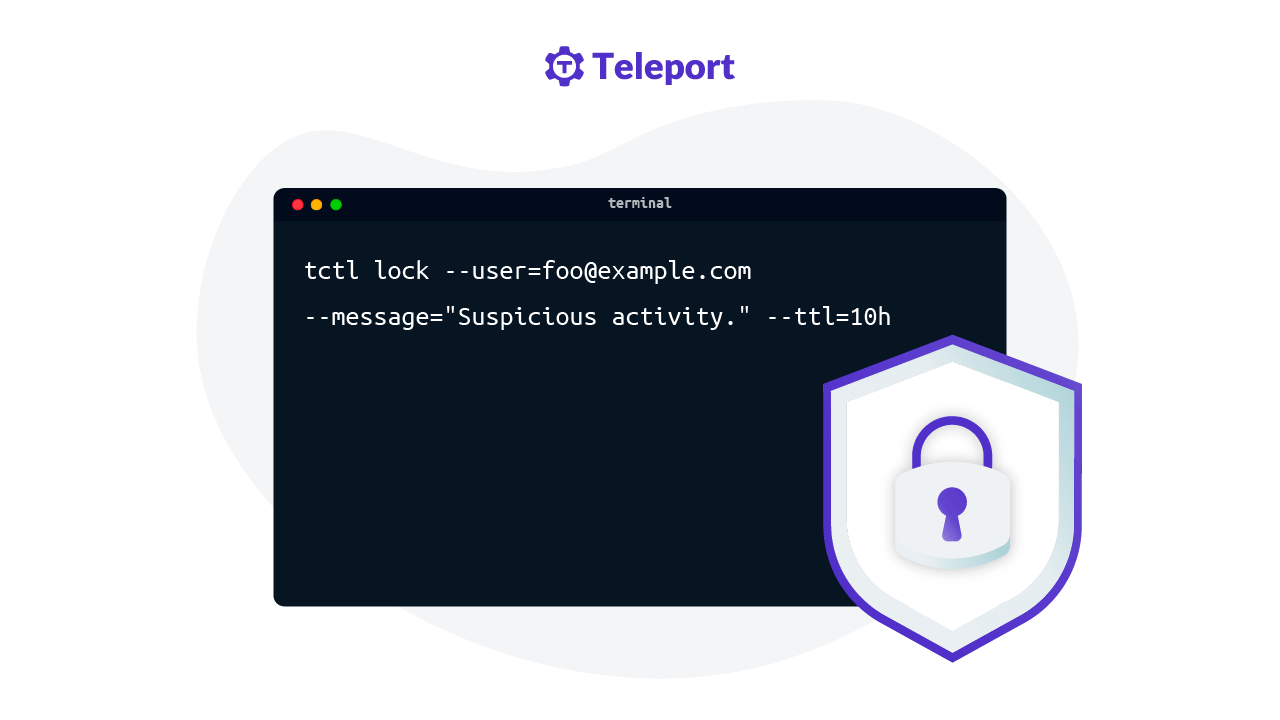 Teleport
terminal
tctl lock --user=foo@example.com
--message="Suspicious activity." --ttl=10h